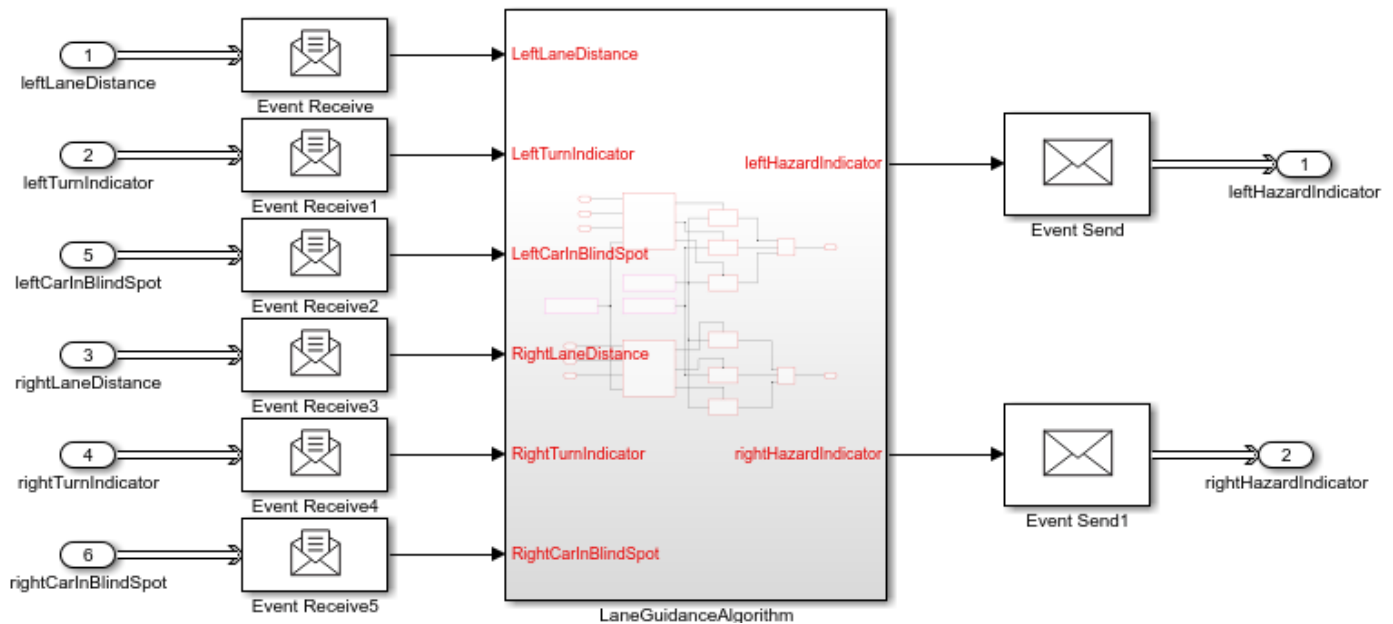 1
leftLaneDistance
Event Receive
LeftLaneDistance
2
leftTurnIndicator
Event Receive1
LeftTurnIndicator
5
leftCarInBlindSpot
Event Receive2
LeftCarInBlindSpot
3
rightLaneDistance
Event Receive3
RightLaneDistance
4
rightTurnIndicator
Event Receive4
RightTurnIndicator
6
rightCarInBlindSpot
Event Receive5
RightCarInBlindSpot
leftHazardIndicator
rightHazardIndicator
LaneGuidanceAlgorithm
Event Send
1
leftHazardIndicator
Event Send1
2
rightHazardIndicator